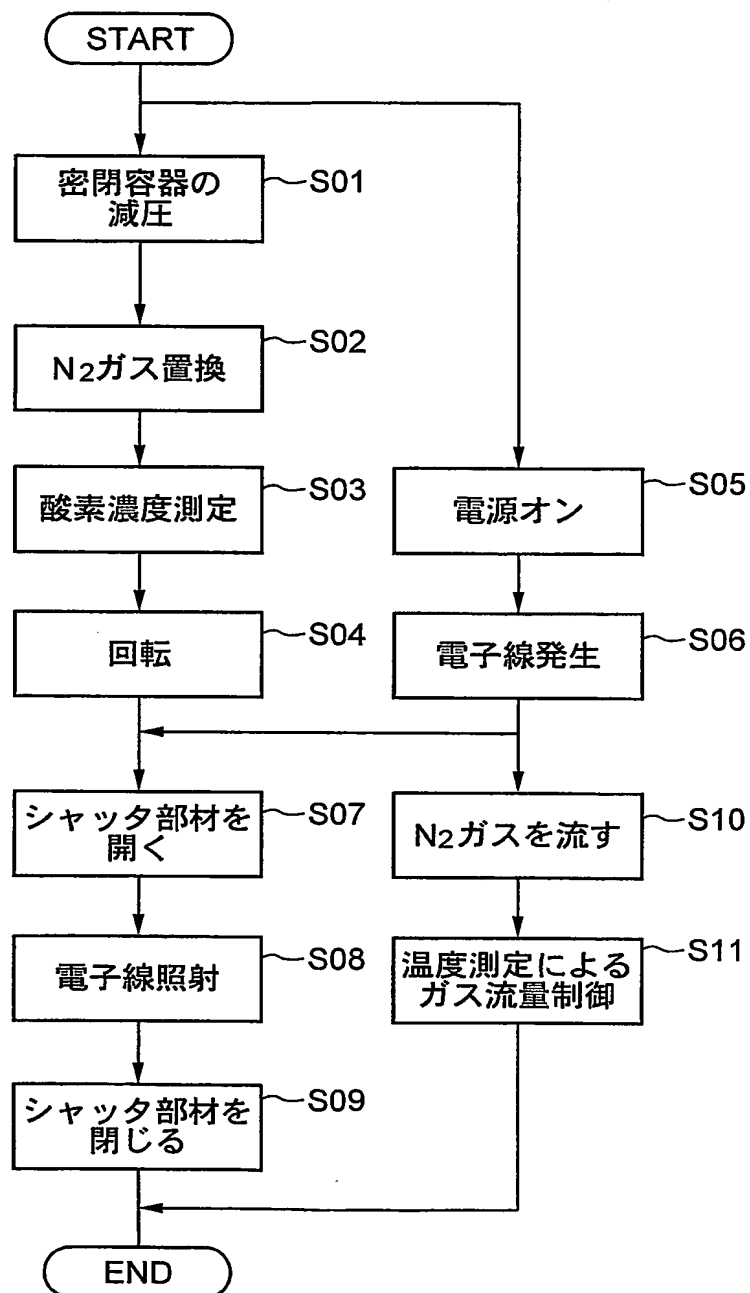 START
密閉容器の
減圧
S01
N2ガス置換
S02
酸素濃度測定
S03
回転
S04
電源オン
S05
電子線発生
S06
シャッタ部材を
開く
S07
電子線照射
S08
シャッタ部材を
閉じる
S09
N2ガスを流す
S10
温度測定による
ガス流量制御
S11
END